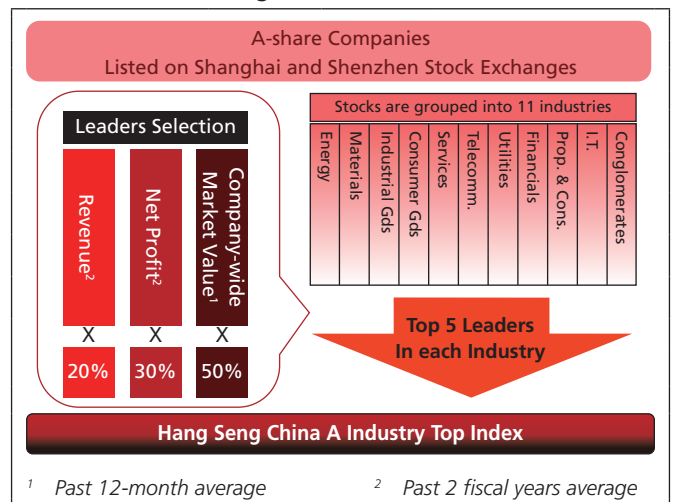 A-share Companies
Listed on Shanghai and Shenzhen Stock Exchanges
Leaders Selection
Revenue²
Net Profit²
Company-wide
Market Value¹
X
X
X
20%
30%
50%
Stocks are grouped into 11 industries
Energy
Materials
Industrial Gds
Consumer Gds
Services
Telecomm.
Utilities
Financials
Prop. & Cons.
I.T.
Conglomerates
Top 5 Leaders
In each Industry
Hang Seng China A Industry Top Index
¹ Past 12-month average
² Past 2 fiscal years average